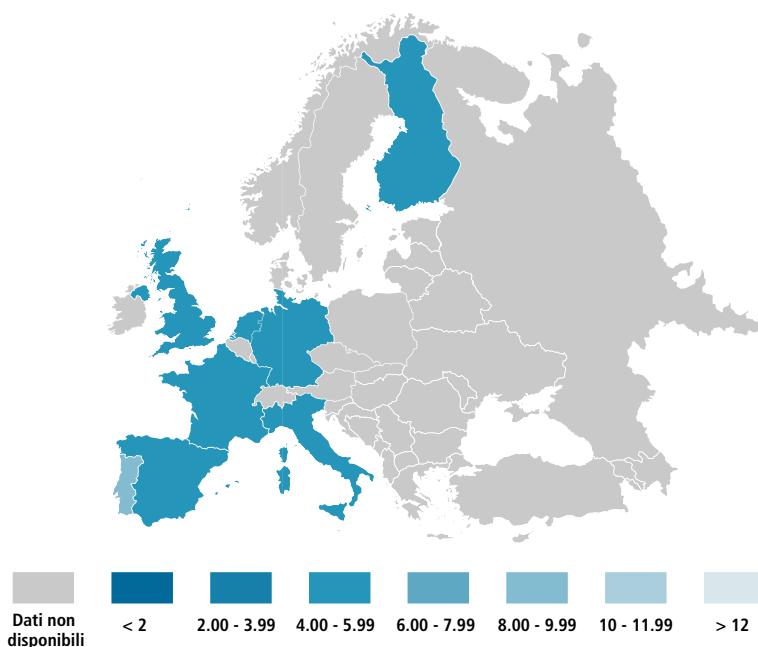 Dati non
disponibili
< 2
2.00 - 3.99
4.00 - 5.99
6.00 - 7.99
8.00 - 9.99
10 - 11.99
> 12